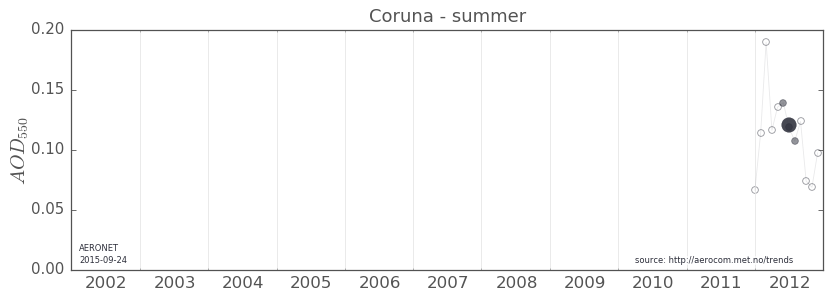 Coruna - summer
0.20
0.15
0.10
0.05
0.00
AOD550
AERONET
2015-09-24
source: http://aerocom.met.no/trends
2002 2003 2004 2005 2006 2007 2008 2009 2010 2011 2012